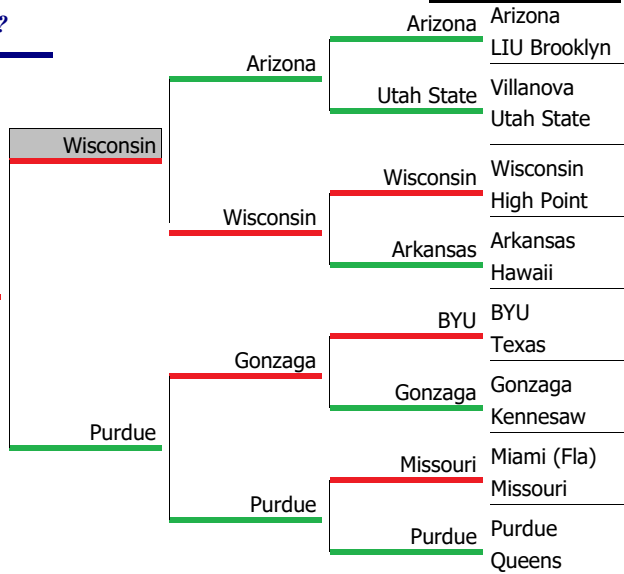 ?
Arizona
LIU Brooklyn
Villanova
Utah State
Wisconsin
High Point
Arkansas
Hawaii
BYU
Texas
Gonzaga
Kennesaw
Miami (Fla)
Missouri
Purdue
Queens
Arizona
Utah State
Wisconsin
Arkansas
BYU
Gonzaga
Missouri
Purdue
Arizona
Wisconsin
Gonzaga
Purdue
Wisconsin
Purdue